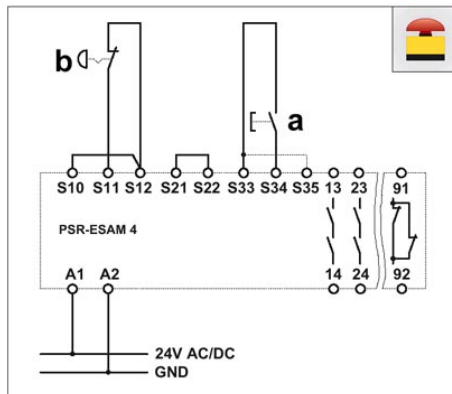 b
a
S10 S11 S12 S21 S22 S33 S34 S35 13 23 91
PSR-ESAM 4
A1 A2 14 24 92
24V AC/DC
GND